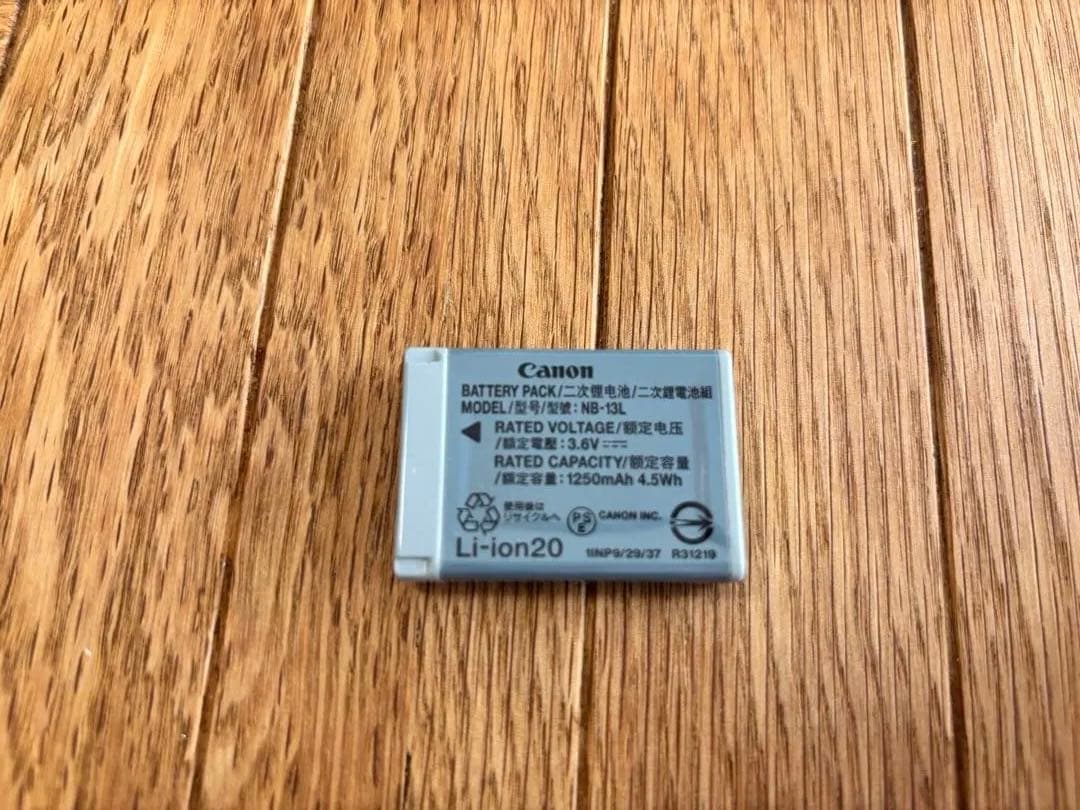 Canon
BATTERY PACK/二次锂电池/二次鋰電池組
MODEL/型号/型號: NB-13L
RATED VOLTAGE/额定电压
/額定電壓: 3.6V
RATED CAPACITY/额定容量
/額定容量: 1250mAh 4.5Wh
使用後は
リサイクルへ
PS
E
CANON INC.
Li-ion20
1INP9/29/37
R31219